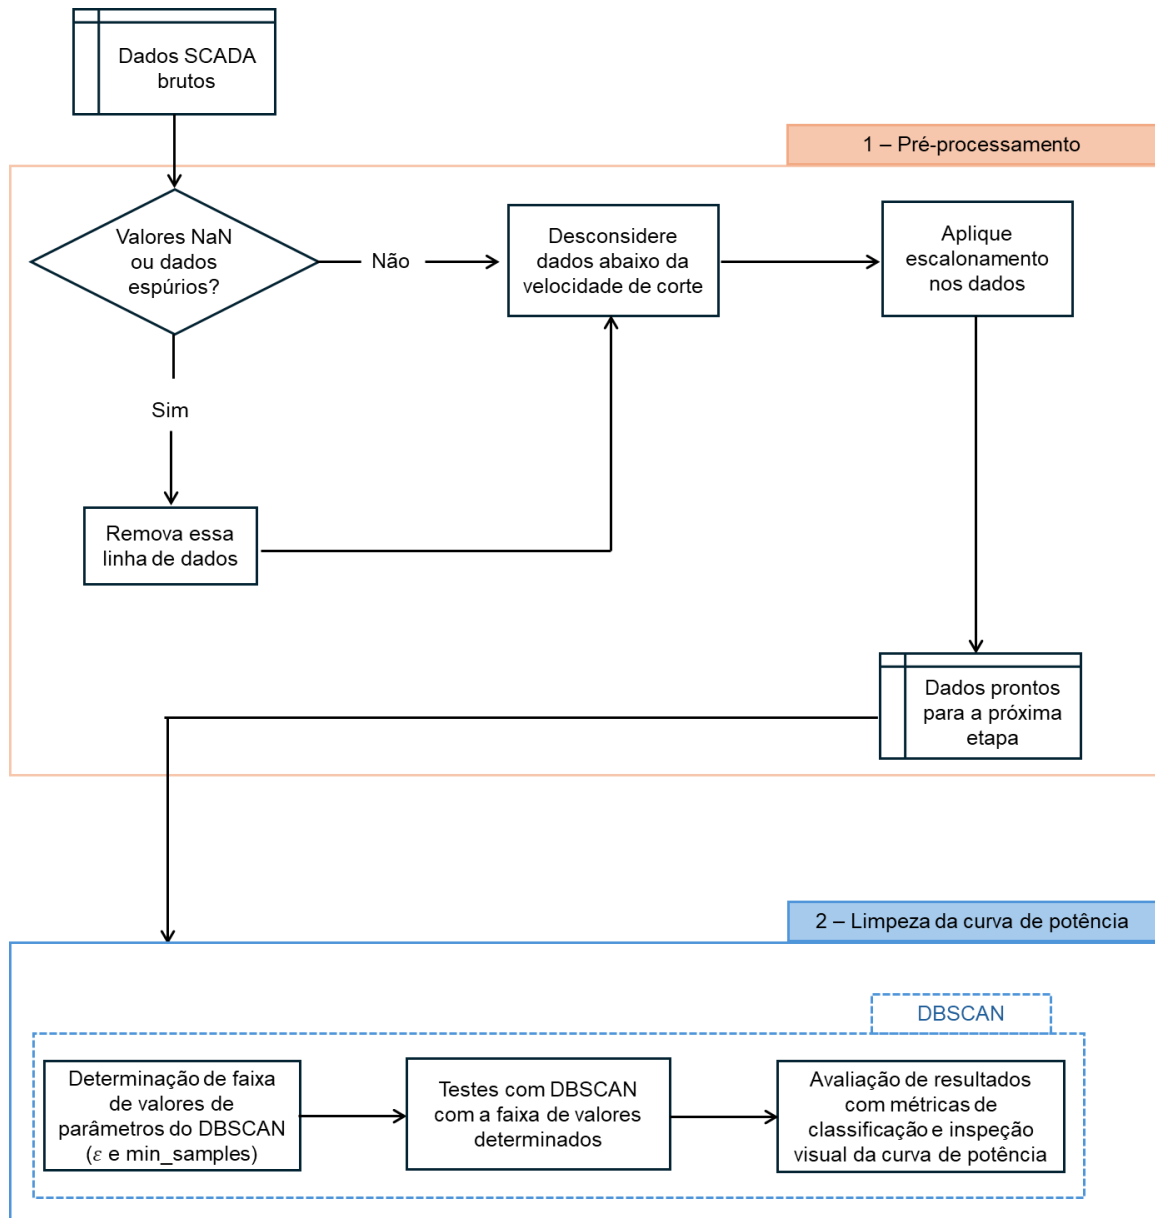 Dados SCADA
brutos
1 – Pré-processamento
Valores NaN
ou dados
espúrios?
Não
Desconsidere
dados abaixo da
velocidade de corte
Aplique
escalonamento
nos dados
Sim
Remova essa
linha de dados
Dados prontos
para a próxima
etapa
2 – Limpeza da curva de potência
DBSCAN
Determinação de faixa
de valores de
parâmetros do DBSCAN
(ε e min_samples)
Testes com DBSCAN
com a faixa de valores
determinados
Avaliação de resultados
com métricas de
classificação e inspeção
visual da curva de potência